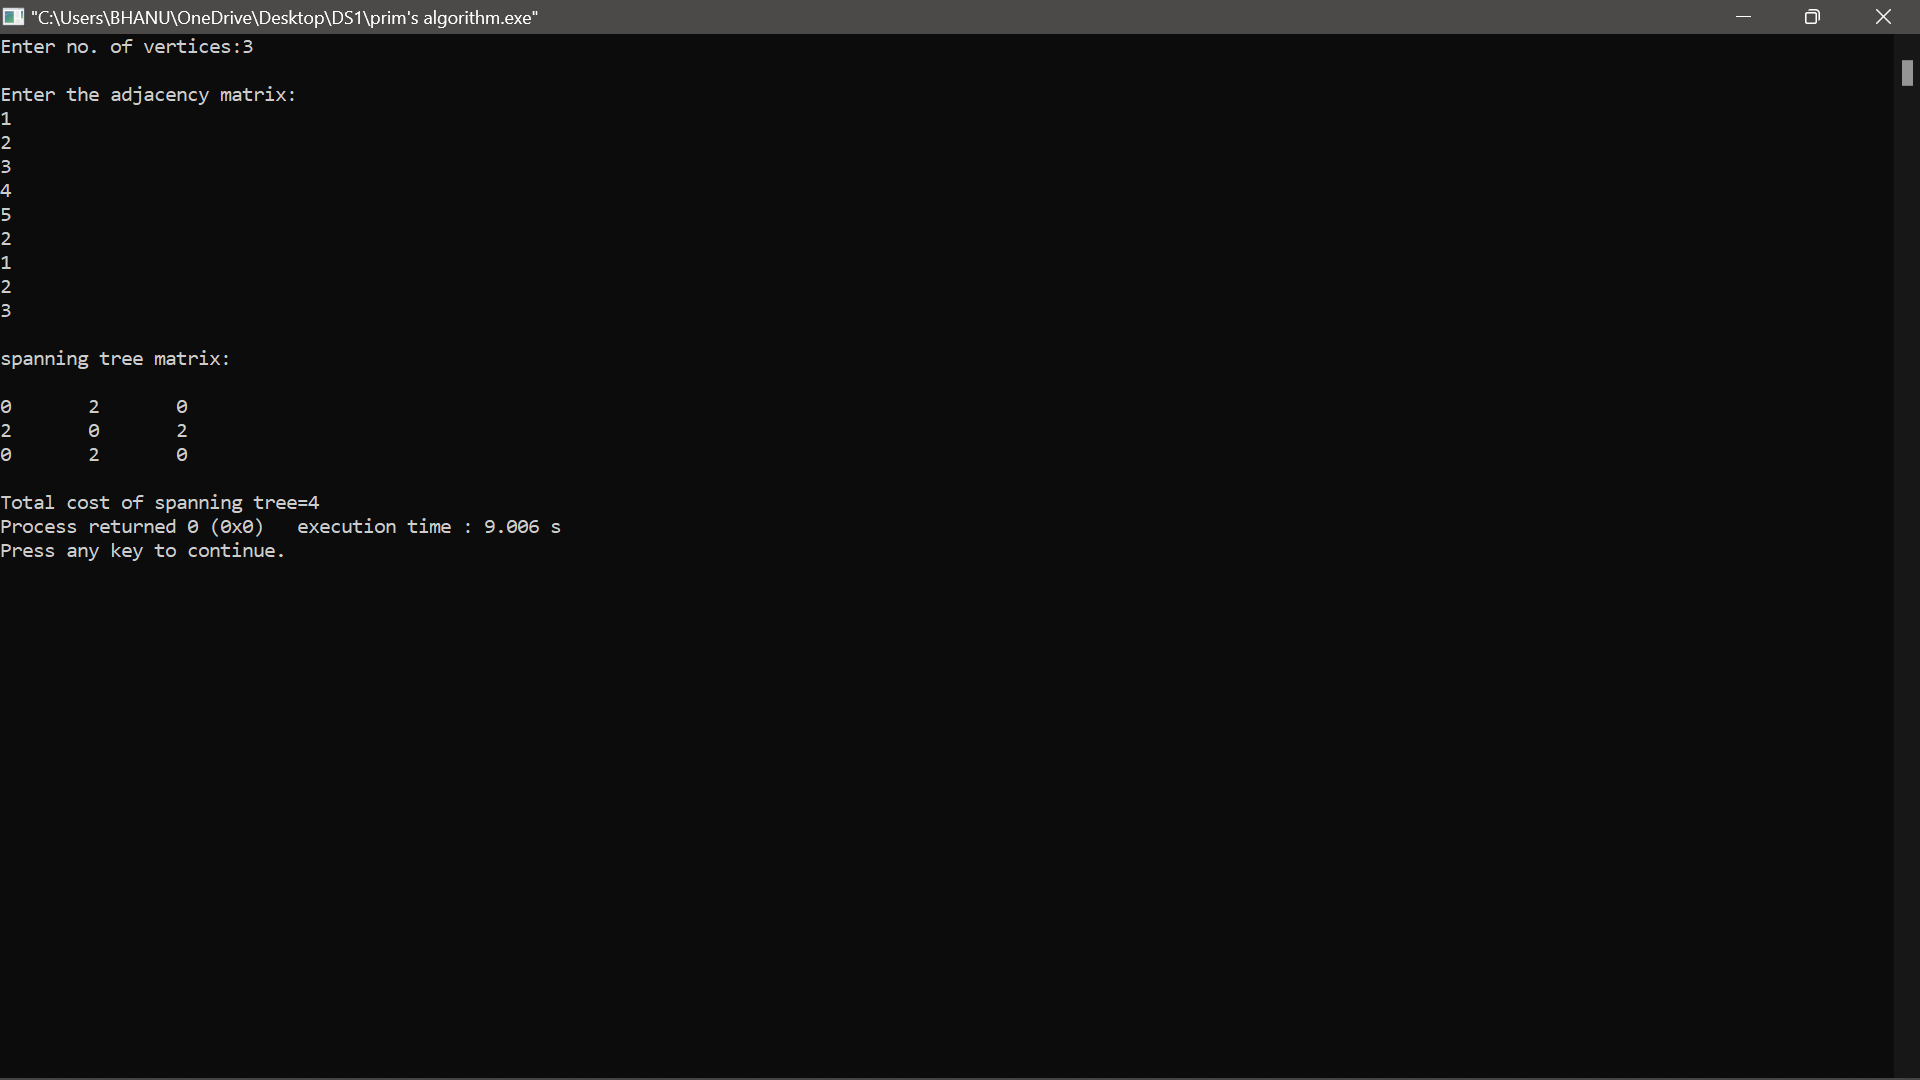 "C:\Users\BHANU\OneDrive\Desktop\DS1\prim's algorithm.exe"
Enter no. of vertices:3
Enter the adjacency matrix:
1
2
3
4
5
2
1
2
3
spanning tree matrix:
0 2 0
2 0 2
0 2 0
Total cost of spanning tree=4
Process returned 0 (0x0)   execution time : 9.006 s
Press any key to continue.